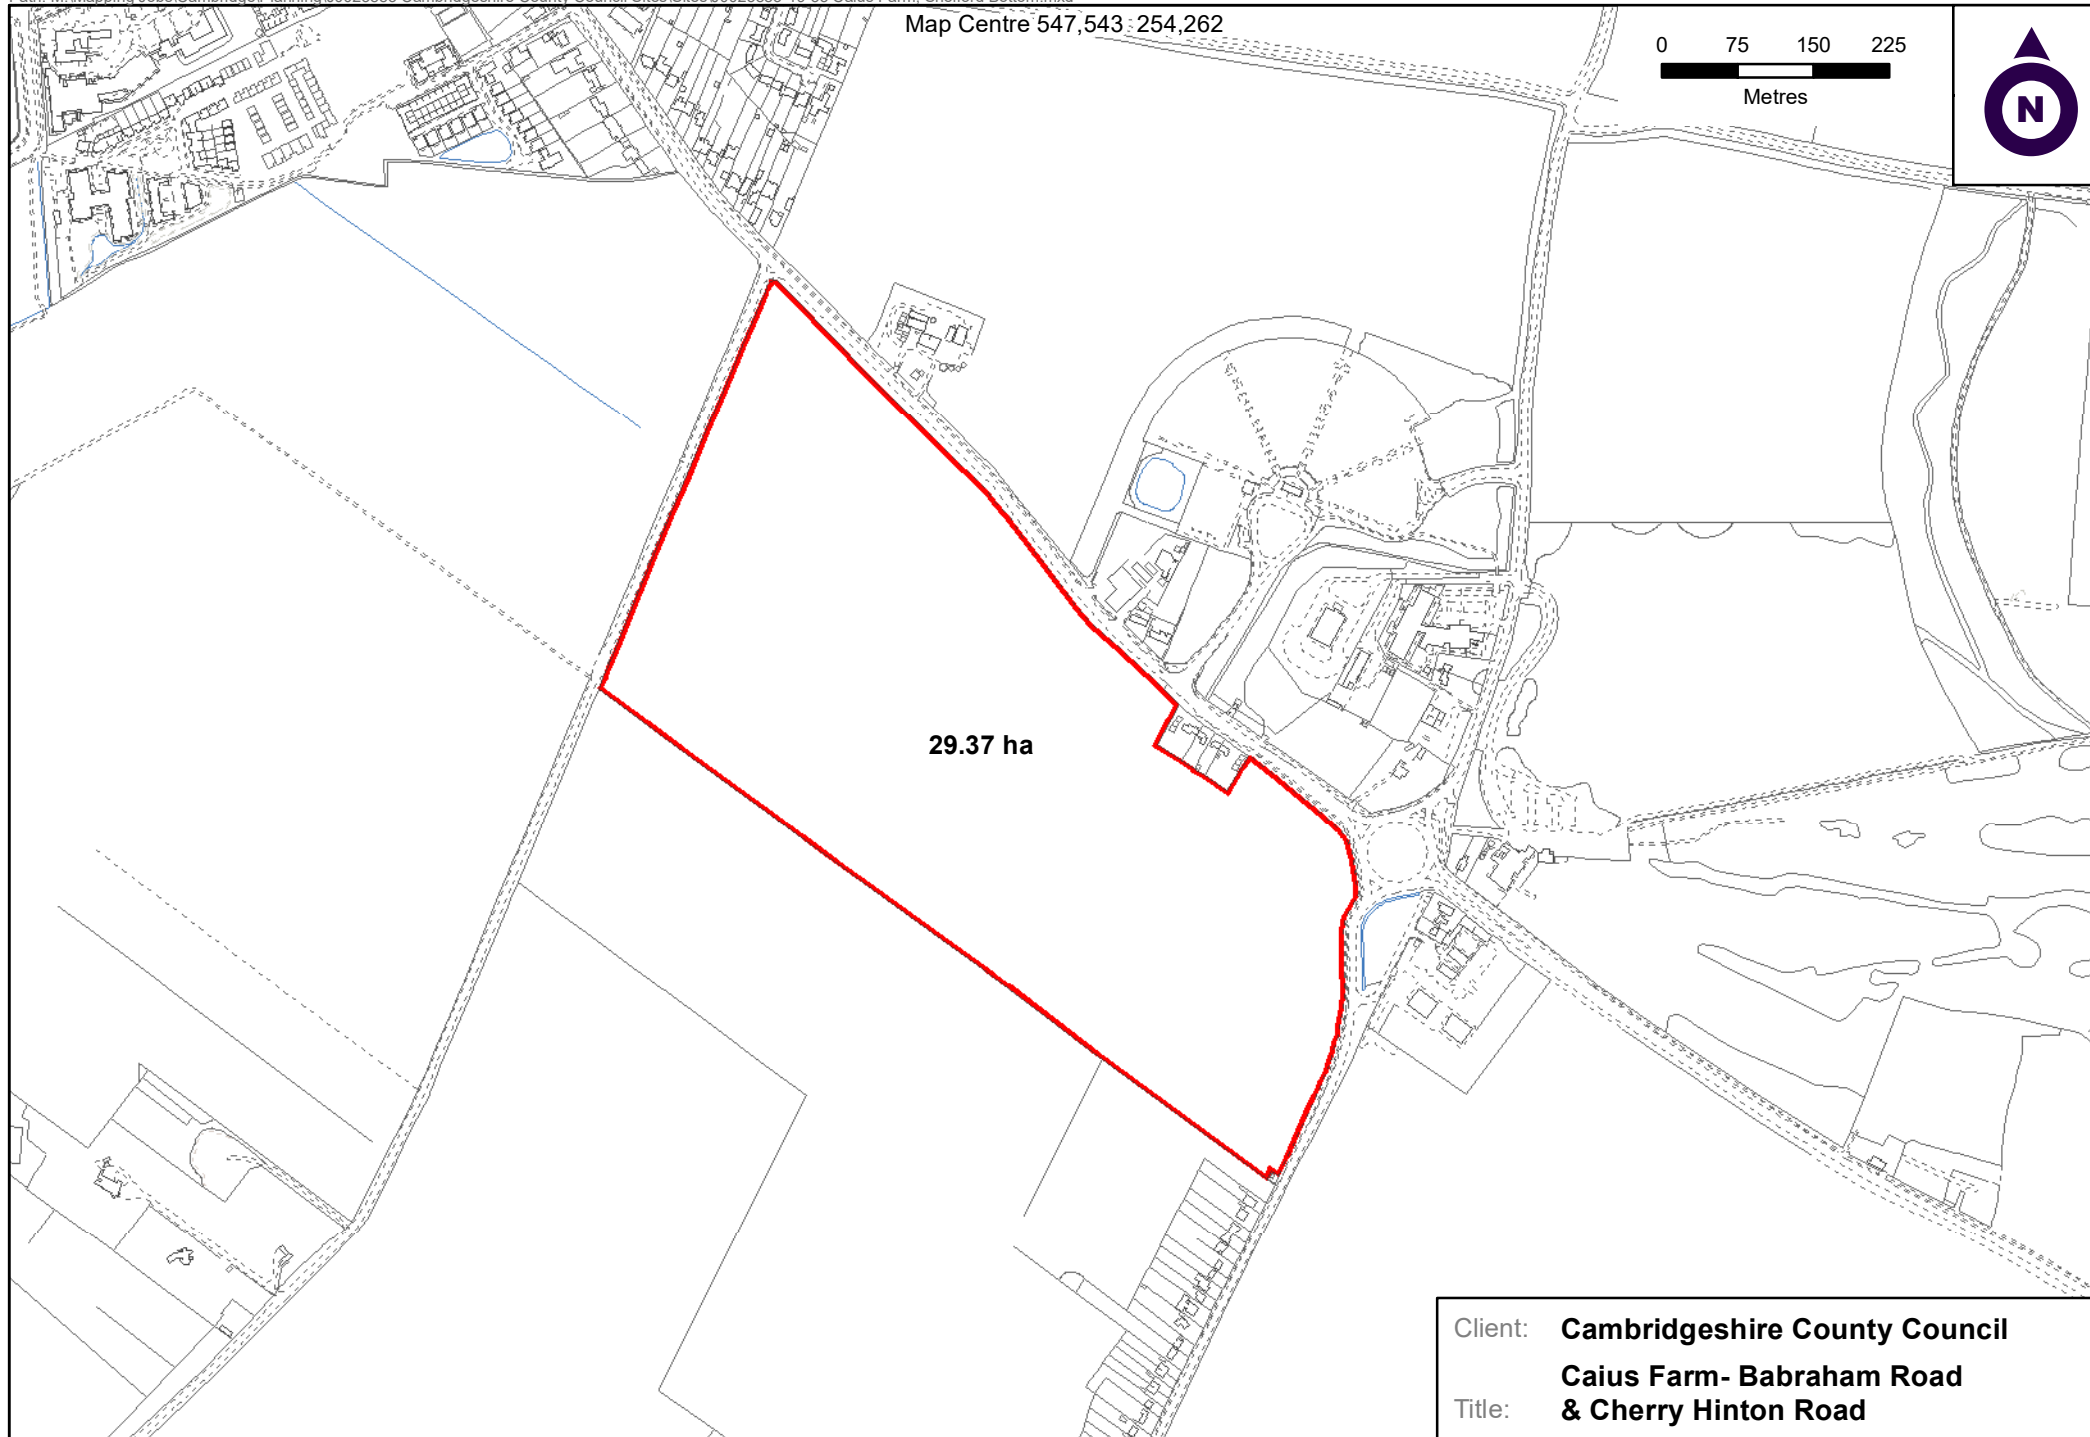 Map Centre 547,543 254,262
0 75 150 225
Metres
N
29.37 ha
Client: Cambridgeshire County Council
Title: Caius Farm- Babraham Road
& Cherry Hinton Road